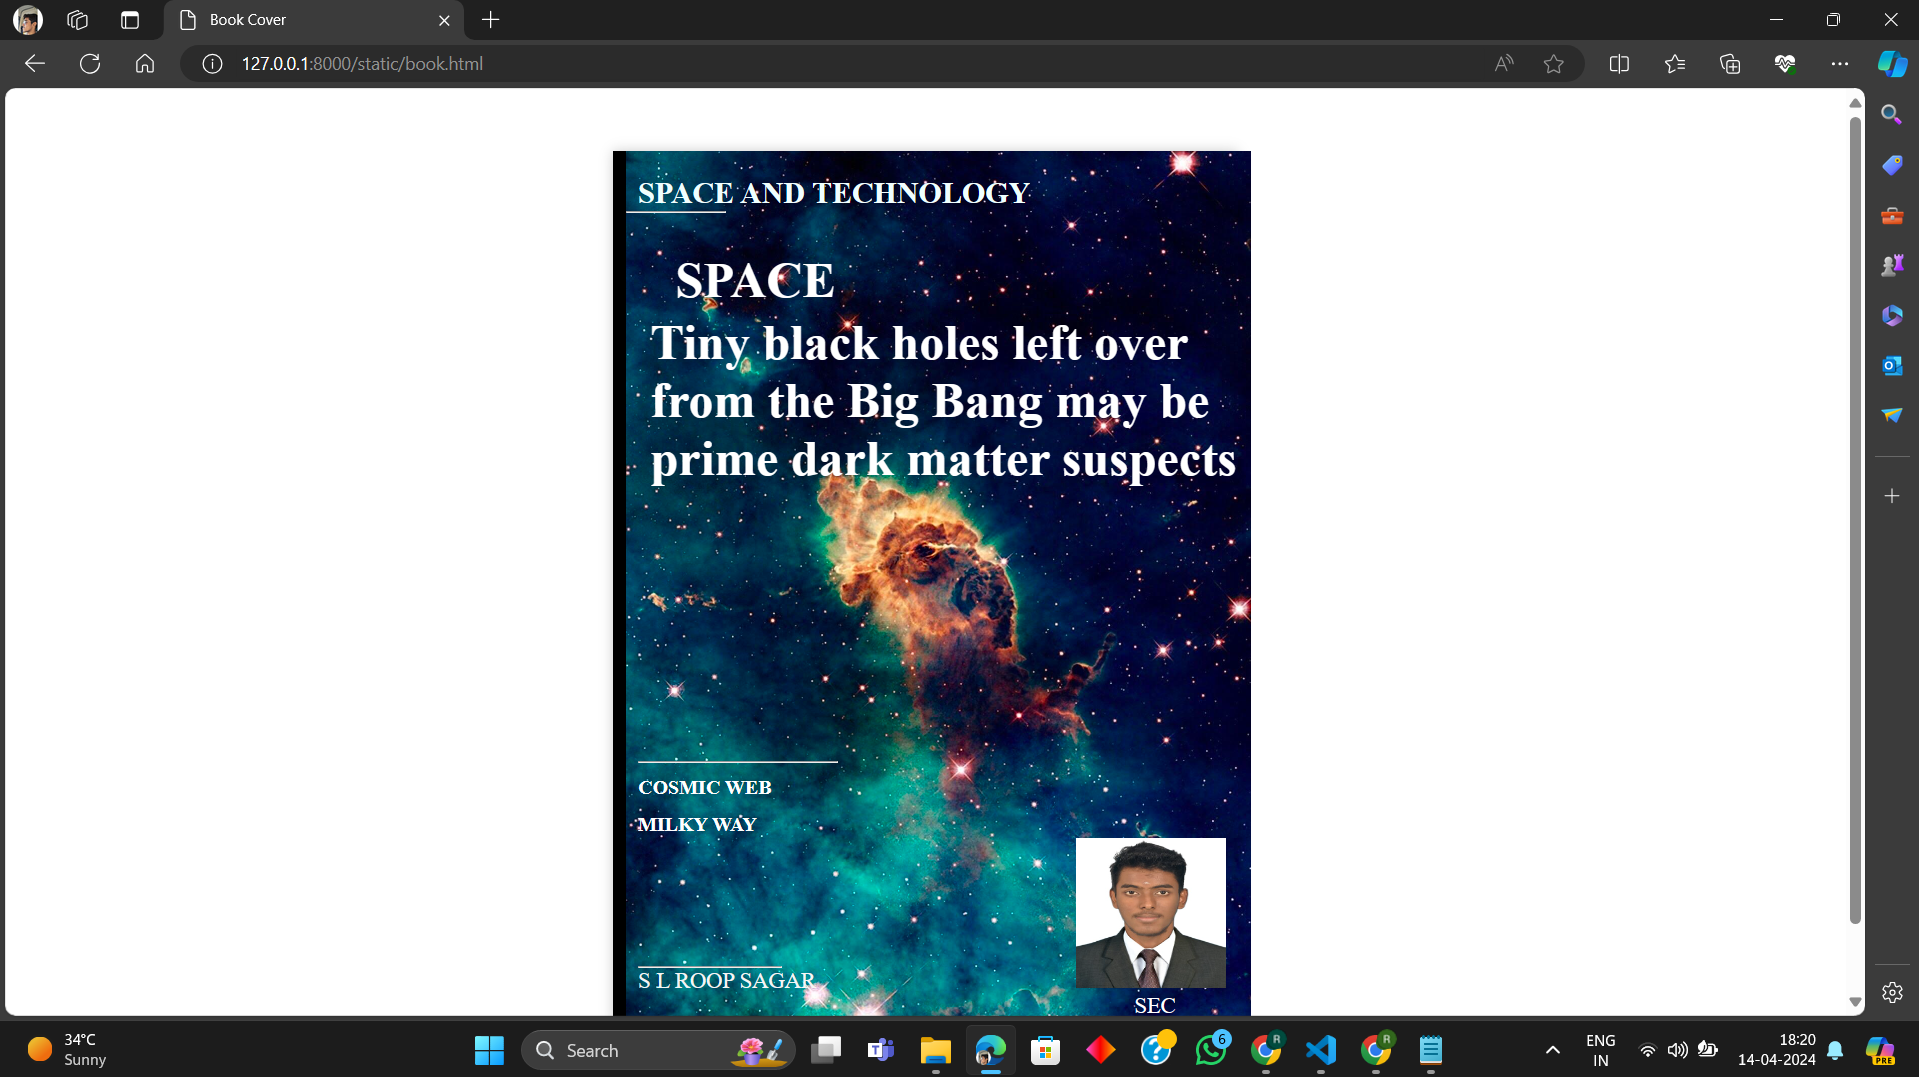 Book Cover
127.0.0.1:8000/static/book.html
SPACE AND TECHNOLOGY
SPACE
Tiny black holes left over
from the Big Bang may be
prime dark matter suspects
COSMIC WEB
MILKY WAY
S L ROOP SAGAR
SEC
34°C
Sunny
Search
6
R
R
ENG
IN
18:20
14-04-2024
PRE